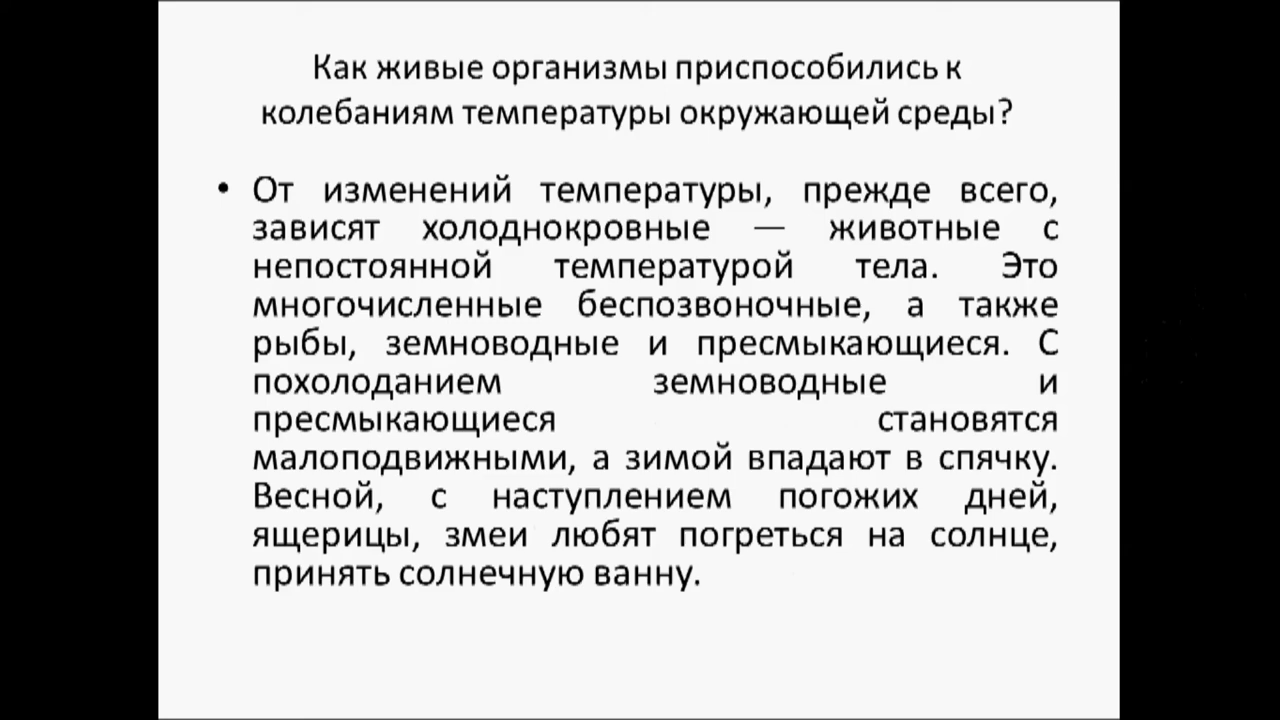 Как живые организмы приспособились к
колебаниям температуры окружающей среды?
• От изменений температуры, прежде всего,
зависят холоднокровные — животные с
непостоянной температурой тела. Это
многочисленные беспозвоночные, а также
рыбы, земноводные и пресмыкающиеся. С
похолоданием земноводные и
пресмыкающиеся становятся
малоподвижными, а зимой впадают в спячку.
Весной, с наступлением погожих дней,
ящерицы, змеи любят погреться на солнце,
принять солнечную ванну.